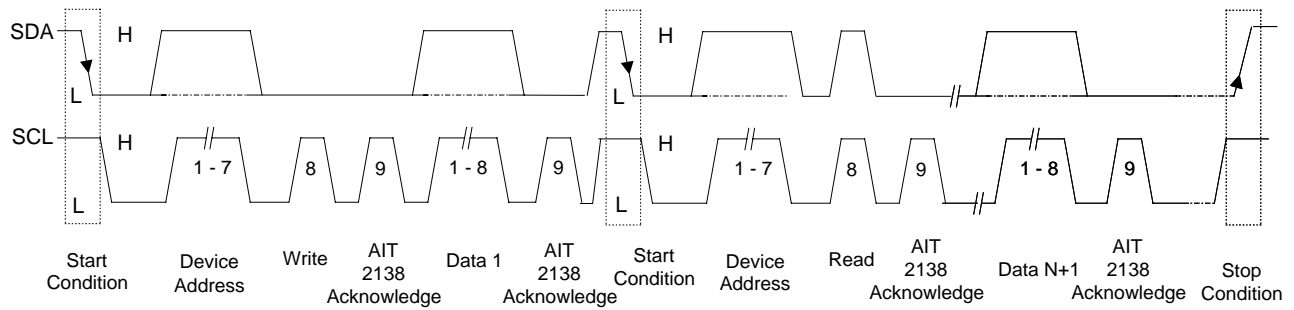 SDA H H
L L
SCL H H
1 - 7 8 9 1 - 8 9 1 - 7 8 9 1 - 8 9
L L
Start Condition
Device Address
Write
AIT 2138 Acknowledge
Data 1
AIT 2138 Acknowledge
Start Condition
Device Address
Read
AIT 2138 Acknowledge
Data N+1
AIT 2138 Acknowledge
Stop Condition